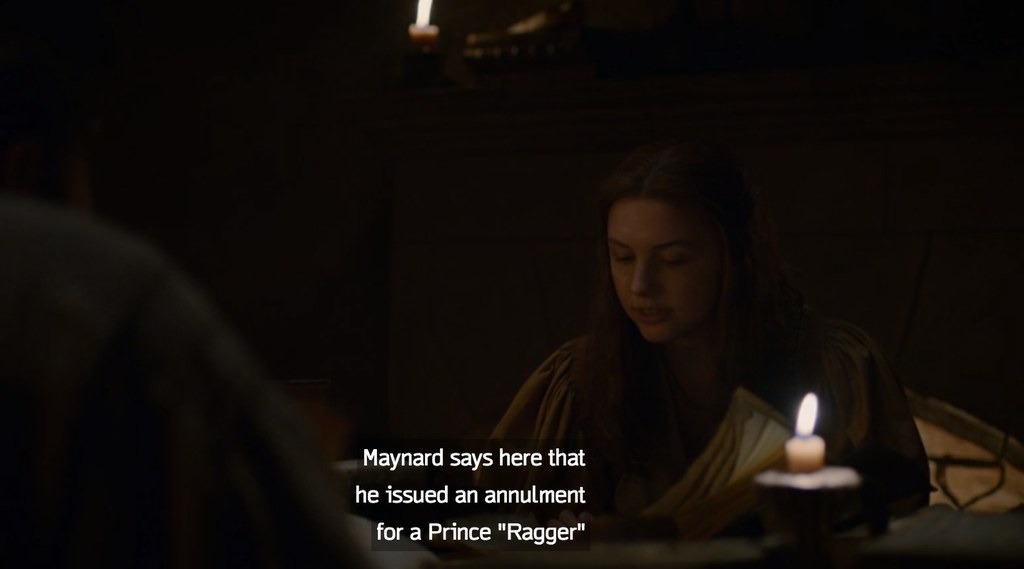 Maynard says here that
he issued an annulment
for a Prince "Ragger"